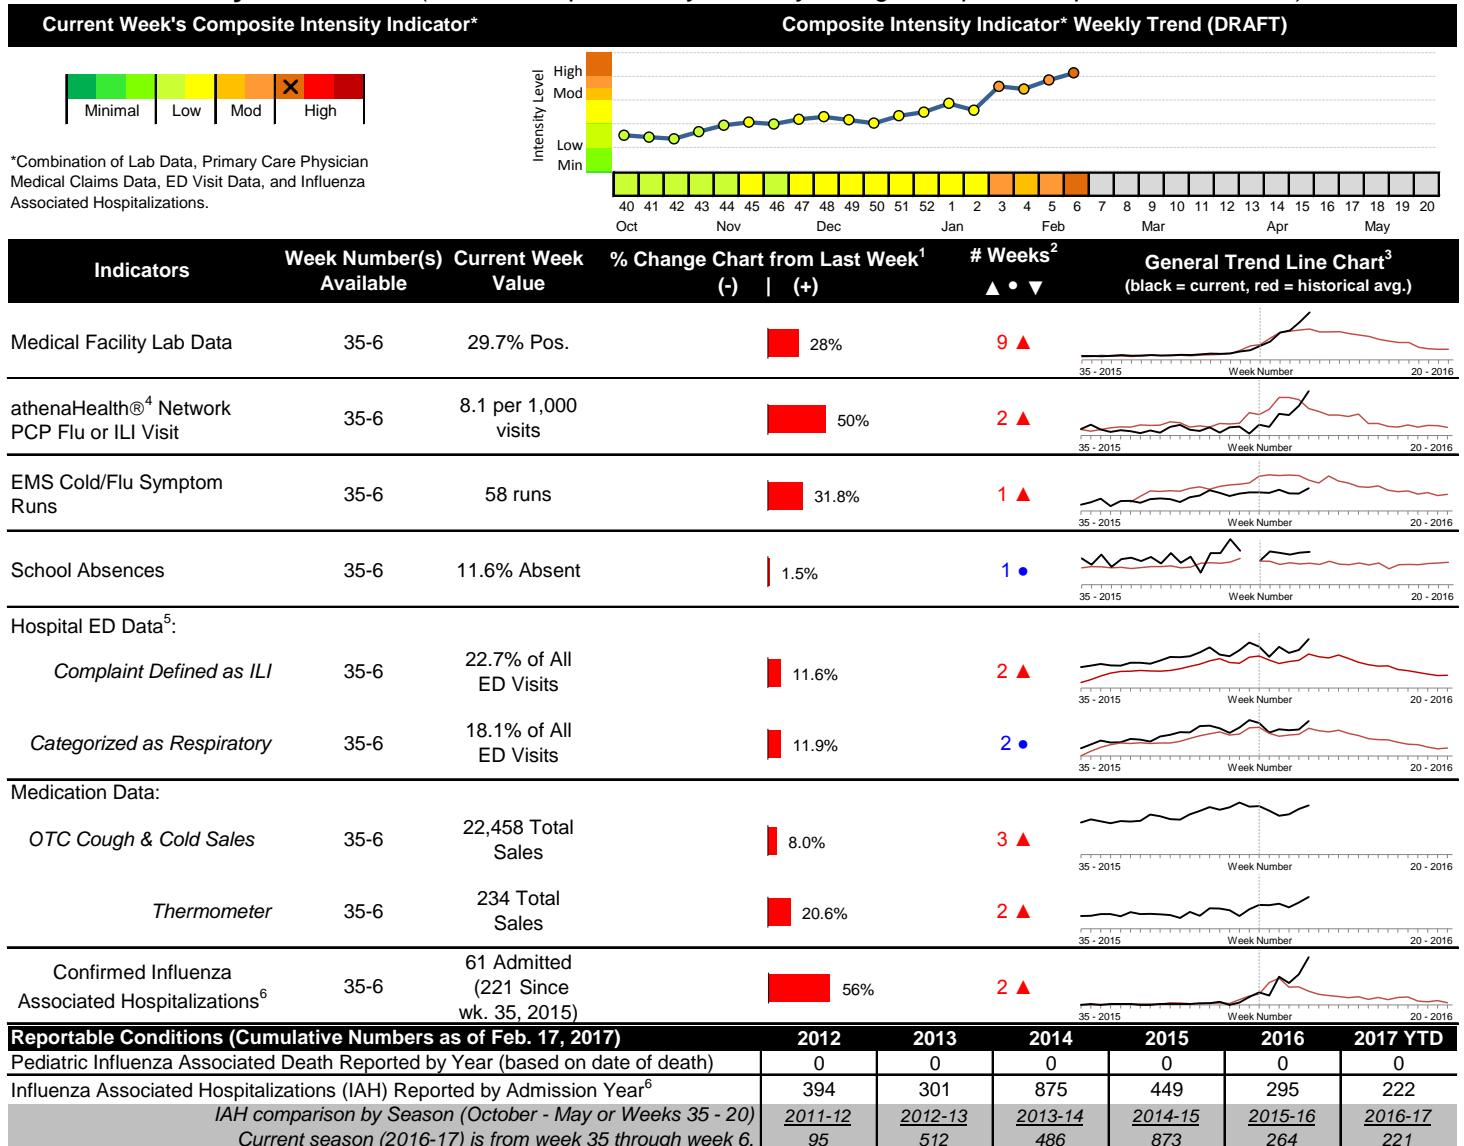 Current Week's Composite Intensity Indicator*
Composite Intensity Indicator* Weekly Trend (DRAFT)
Minimal Low Mod High
*Combination of Lab Data, Primary Care Physician
Medical Claims Data, ED Visit Data, and Influenza
Associated Hospitalizations.
Intensity Level
High
Mod
Low
Min
40 41 42 43 44 45 46 47 48 49 50 51 52 1 2 3 4 5 6 7 8 9 10 11 12 13 14 15 16 17 18 19 20
Oct Nov Dec Jan Feb Mar Apr May
Indicators
Week Number(s)
Available
Current Week
Value
% Change Chart from Last Week1
(-) | (+)
# Weeks2
▲ ● ▼
General Trend Line Chart3
(black = current, red = historical avg.)
Medical Facility Lab Data 35-6 29.7% Pos. 28% 9 ▲
35 - 2015 Week Number 20 - 2016
athenaHealth®4 Network
PCP Flu or ILI Visit
35-6
8.1 per 1,000
visits
50% 2 ▲
35 - 2015 Week Number 20 - 2016
EMS Cold/Flu Symptom
Runs
35-6 58 runs 31.8% 1 ▲
35 - 2015 Week Number 20 - 2016
School Absences 35-6 11.6% Absent 1.5% 1 ●
35 - 2015 Week Number 20 - 2016
Hospital ED Data5:
Complaint Defined as ILI 35-6
22.7% of All
ED Visits
11.6% 2 ▲
35 - 2015 Week Number 20 - 2016
Categorized as Respiratory 35-6
18.1% of All
ED Visits
11.9% 2 ●
35 - 2015 Week Number 20 - 2016
Medication Data:
OTC Cough & Cold Sales 35-6
22,458 Total
Sales
8.0% 3 ▲
35 - 2015 Week Number 20 - 2016
Thermometer 35-6
234 Total
Sales
20.6% 2 ▲
35 - 2015 Week Number 20 - 2016
Confirmed Influenza
Associated Hospitalizations6
35-6
61 Admitted
(221 Since
wk. 35, 2015)
56% 2 ▲
35 - 2015 Week Number 20 - 2016
Reportable Conditions (Cumulative Numbers as of Feb. 17, 2017) 2012 2013 2014 2015 2016 2017 YTD
Pediatric Influenza Associated Death Reported by Year (based on date of death) 0 0 0 0 0 0
Influenza Associated Hospitalizations (IAH) Reported by Admission Year6 394 301 875 449 295 222
IAH comparison by Season (October - May or Weeks 35 - 20) 2011-12 2012-13 2013-14 2014-15 2015-16 2016-17
Current season (2016-17) is from week 35 through week 6. 95 512 486 873 264 221